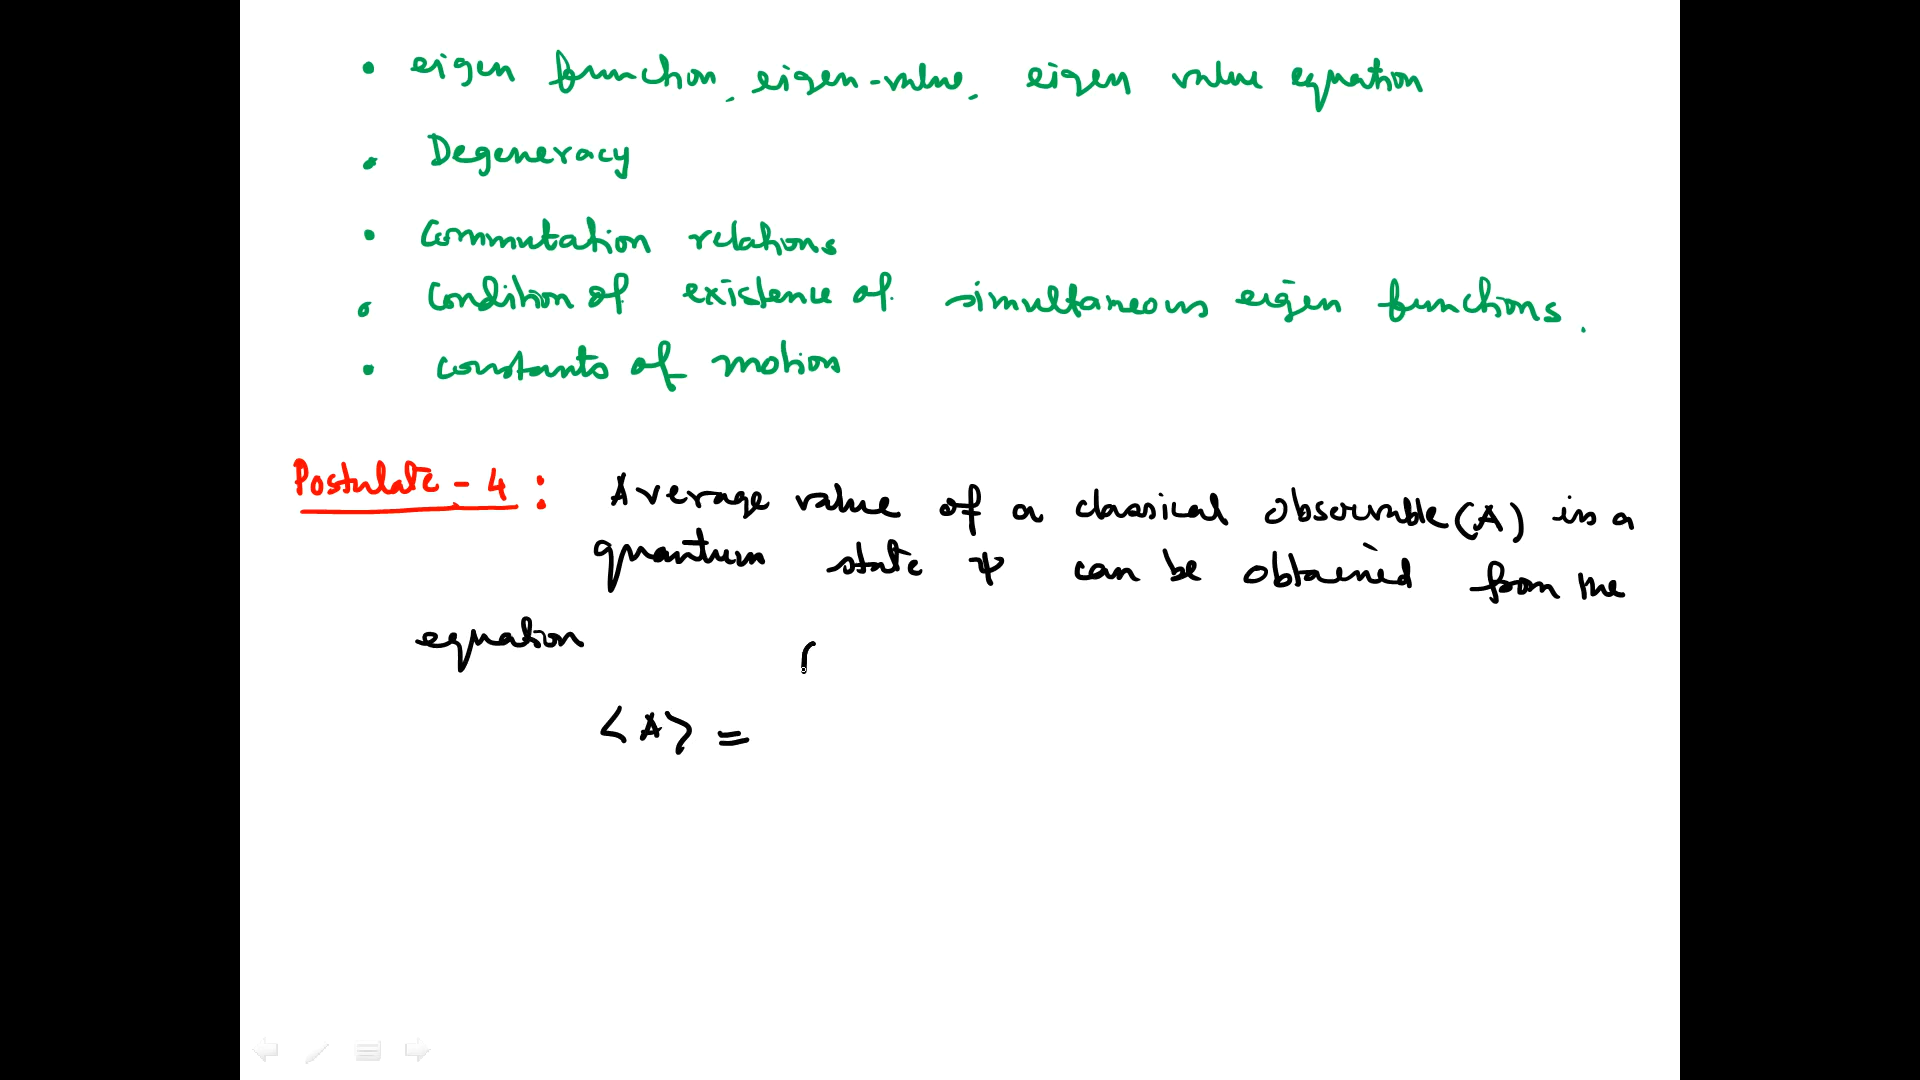 • eigen function, eigen-value, eigen value equation
• Degeneracy
• Commutation relations
• Condition of existence of simultaneous eigen functions.
• constants of motion
Postulate - 4 : Average value of a classical observable (A) in a
quantum state ψ can be obtained from the
equation
⟨A⟩ =